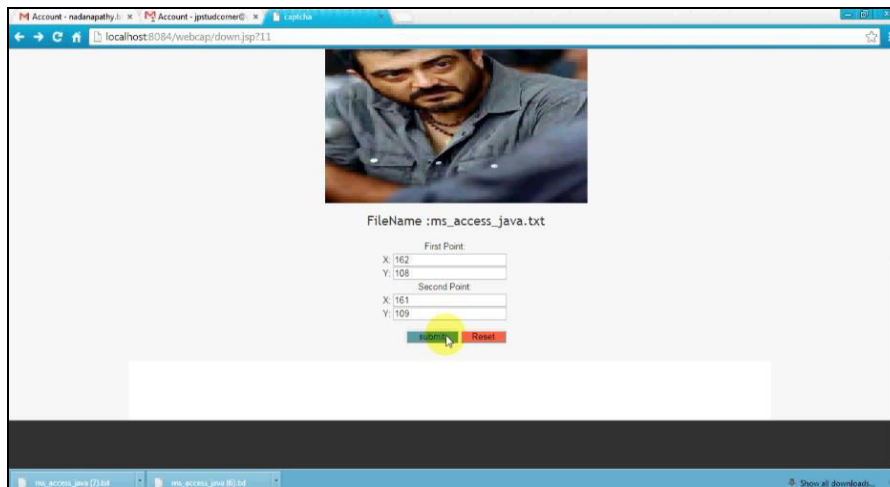 Account - nadanapathy.b
Account - jpstudcorner@
captcha
localhost:8084/webcap/down.jsp?11
FileName :ms_access_java.txt
First Point:
X: 162
Y: 108
Second Point:
X: 161
Y: 109
submit
Reset
ms_access_java (7).txt
ms_access_java (6).txt
Show all downloads...